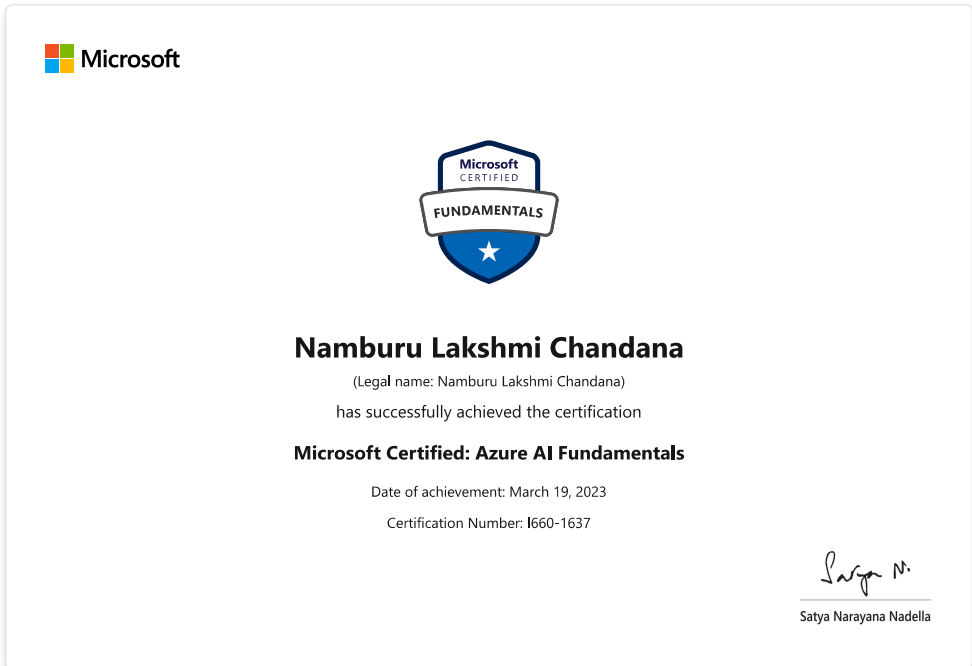 Microsoft
Microsoft
CERTIFIED
FUNDAMENTALS
Namburu Lakshmi Chandana
(Legal name: Namburu Lakshmi Chandana)
has successfully achieved the certification
Microsoft Certified: Azure AI Fundamentals
Date of achievement: March 19, 2023
Certification Number: I660-1637
Satya N.
Satya Narayana Nadella